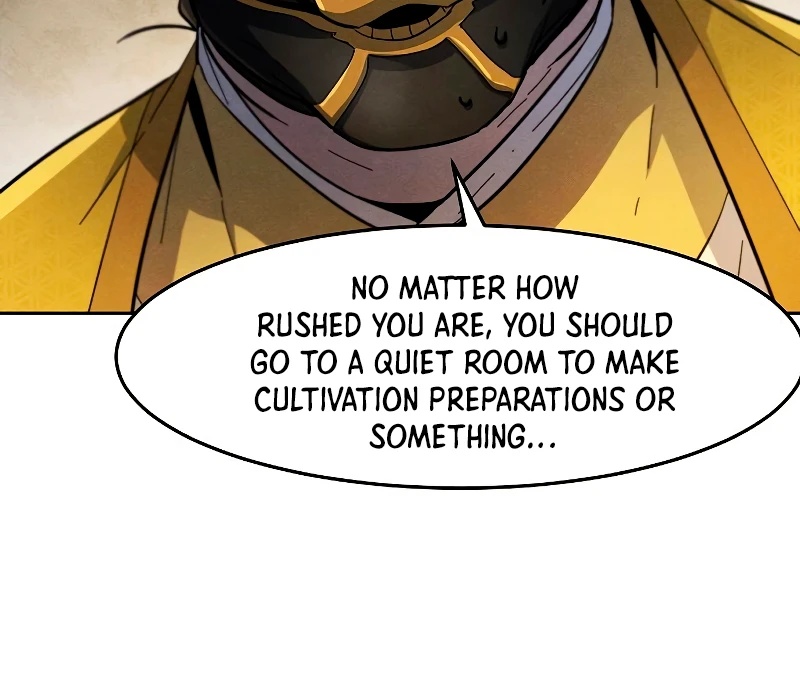 NO MATTER HOW
RUSHED YOU ARE, YOU SHOULD
GO TO A QUIET ROOM TO MAKE
CULTIVATION PREPARATIONS OR
SOMETHING...